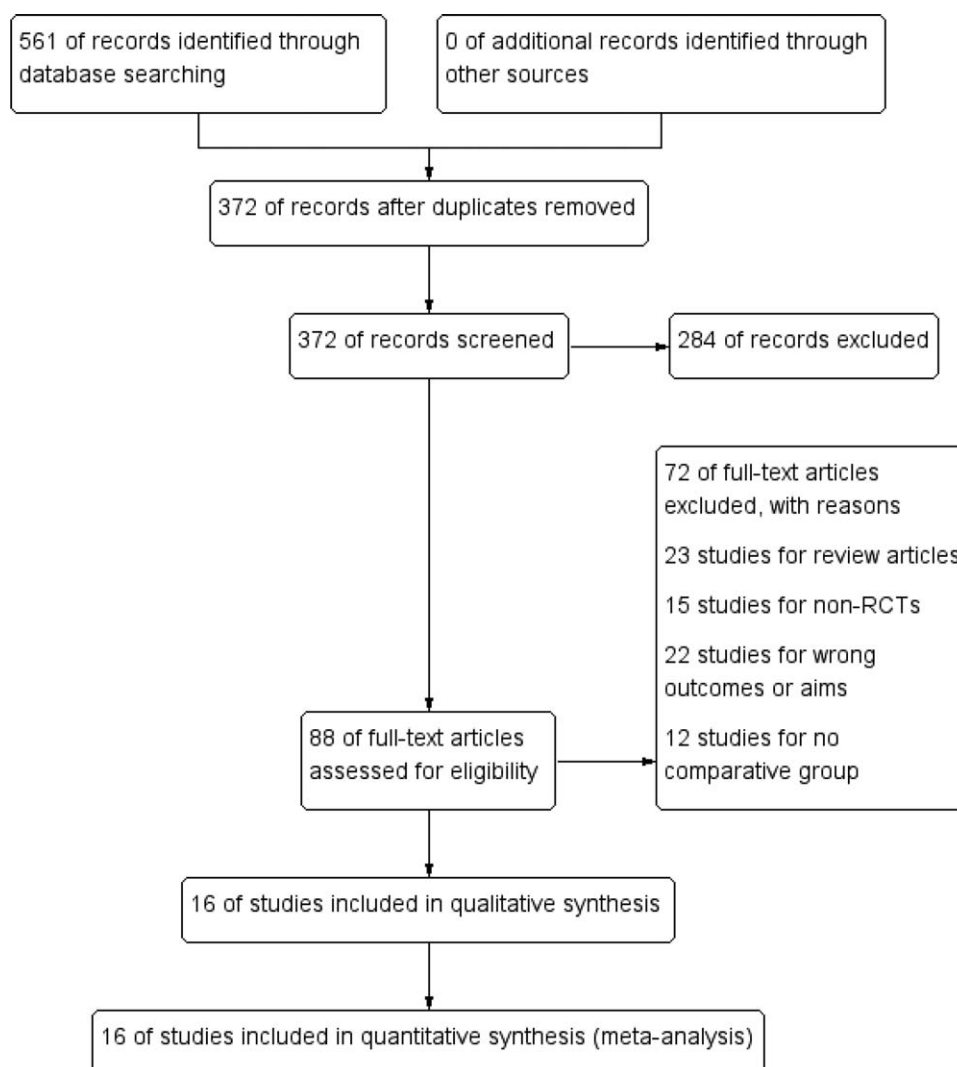 561 of records identified through
database searching
0 of additional records identified through
other sources
372 of records after duplicates removed
372 of records screened
284 of records excluded
72 of full-text articles
excluded, with reasons
23 studies for review articles
15 studies for non-RCTs
22 studies for wrong
outcomes or aims
12 studies for no
comparative group
88 of full-text articles
assessed for eligibility
16 of studies included in qualitative synthesis
16 of studies included in quantitative synthesis (meta-analysis)